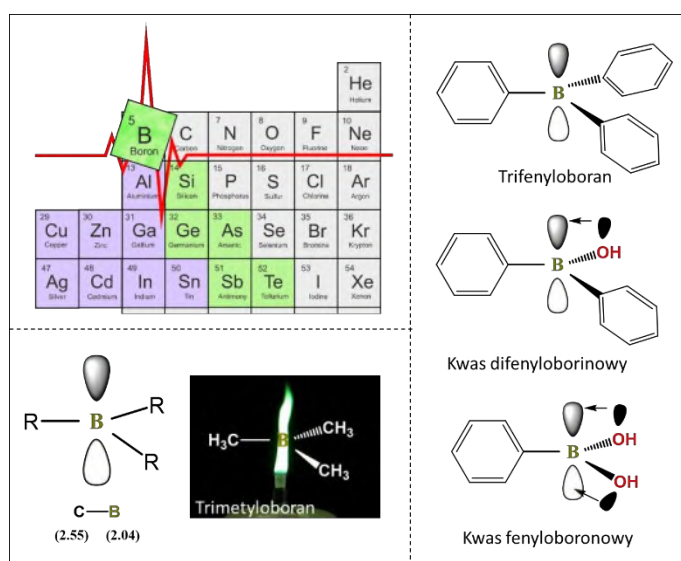 2
He
Helium
5
B
Boron
6
C
Carbon
7
N
Nitrogen
8
O
Oxygen
9
F
Fluorine
10
Ne
Neon
13
Al
Aluminium
14
Si
Silicon
15
P
Phosphorus
16
S
Sulfur
17
Cl
Chlorine
18
Ar
Argon
29
Cu
Copper
30
Zn
Zinc
31
Ga
Gallium
32
Ge
Germanium
33
As
Arsenic
34
Se
Selenium
35
Br
Bromine
36
Kr
Krypton
47
Ag
Silver
48
Cd
Cadmium
49
In
Indium
50
Sn
Tin
51
Sb
Antimony
52
Te
Tellurium
53
I
Iodine
54
Xe
Xenon
R B R
R
C B
(2.55) (2.04)
H₃C B CH₃
CH₃
Trimetyloboran
B
Trifenyloboran
B OH
Kwas difenyloborinowy
B OH
OH
Kwas fenyloboronowy